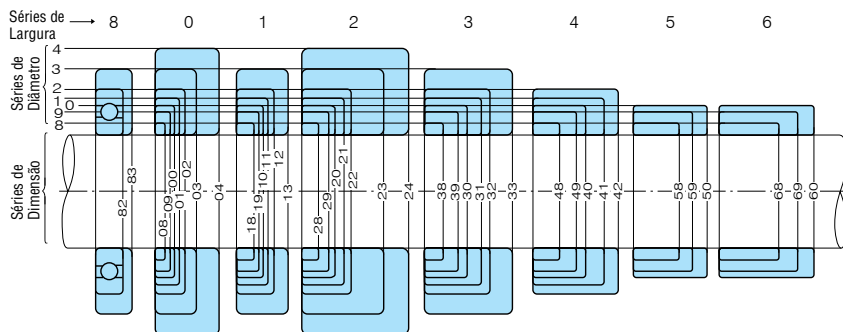 Séries de Largura 8 0 1 2 3 4 5 6
Séries de Diâmetro
4
3
2
1
0
9
8
Séries de Dimensão
82 83
08 09 00 01 02 03 04
18 19 10 11 12 13
28 29 20 21 22 23 24
38 39 30 31 32 33
48 49 40 41 42
58 59 50
68 69 60